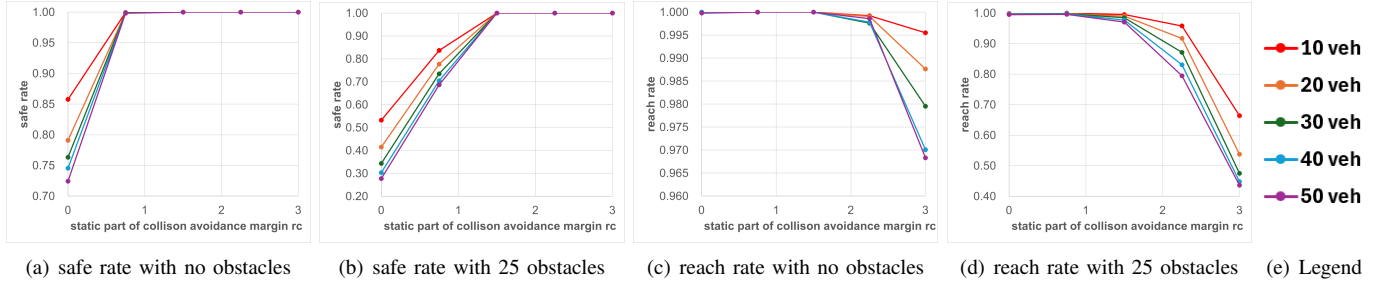 1.00
0.95
0.90
0.85
0.80
0.75
0.70
safe rate
0 1 2 3
static part of collison avoidance margin rc
(a) safe rate with no obstacles
1.00
0.90
0.80
0.70
0.60
0.50
0.40
0.30
0.20
safe rate
0 1 2 3
static part of collison avoidance margin rc
(b) safe rate with 25 obstacles
1.000
0.995
0.990
0.985
0.980
0.975
0.970
0.965
0.960
reach rate
0 1 2 3
static part of collison avoidance margin rc
(c) reach rate with no obstacles
1.00
0.90
0.80
0.70
0.60
0.50
0.40
reach rate
0 1 2 3
static part of collison avoidance margin rc
(d) reach rate with 25 obstacles
10 veh
20 veh
30 veh
40 veh
50 veh
(e) Legend